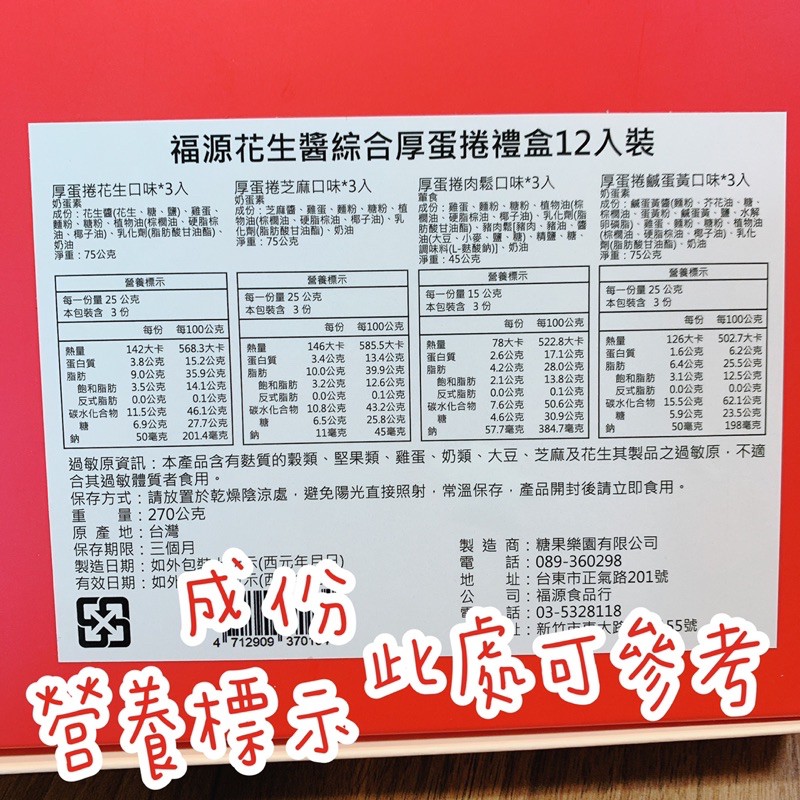 福源花生醬綜合厚蛋捲禮盒12入裝
厚蛋捲花生口味*3入
奶蛋素
成份：花生醬(花生、糖、鹽)、雞蛋、
麵粉、糖粉、植物油(棕櫚油、硬脂棕
油、椰子油)、乳化劑(脂肪酸甘油酯)、
奶油
淨重：75公克
營養標示
每一份量 25 公克
本包裝含 3 份
每份 每100公克
熱量 142大卡 568.3大卡
蛋白質 3.8公克 15.2公克
脂肪 9.0公克 35.9公克
飽和脂肪 3.5公克 14.1公克
反式脂肪 0.0公克 0.1公克
碳水化合物 11.5公克 46.1公克
糖 6.9公克 27.7公克
鈉 50毫克 201.4毫克
厚蛋捲芝麻口味*3入
奶蛋素
成份：芝麻醬、雞蛋、麵粉、糖粉、植
物油(棕櫚油、硬脂棕油、椰子油)、乳
化劑(脂肪酸甘油酯)、奶油
淨重：75公克
營養標示
每一份量 25 公克
本包裝含 3 份
每份 每100公克
熱量 146大卡 585.5大卡
蛋白質 3.4公克 13.4公克
脂肪 10.0公克 39.9公克
飽和脂肪 3.2公克 12.6公克
反式脂肪 0.0公克 0.1公克
碳水化合物 10.8公克 43.2公克
糖 6.5公克 25.8公克
鈉 11毫克 45毫克
厚蛋捲肉鬆口味*3入
葷食
成份：雞蛋、麵粉、糖粉、植物油(棕
櫚油、硬脂棕油、椰子油)、乳化劑(脂
肪酸甘油酯)、豬肉鬆[豬肉、豬油、醬
油(大豆、小麥、鹽、糖)、精鹽、糖、
調味料(L-麩酸鈉)]、奶油
淨重：45公克
營養標示
每一份量 15 公克
本包裝含 3 份
每份 每100公克
熱量 78大卡 522.8大卡
蛋白質 2.6公克 17.1公克
脂肪 4.2公克 28.0公克
飽和脂肪 2.1公克 13.8公克
反式脂肪 0.0公克 0.1公克
碳水化合物 7.6公克 50.6公克
糖 4.6公克 30.9公克
鈉 57.7毫克 384.7毫克
厚蛋捲鹹蛋黃口味*3入
奶蛋素
成份：鹹蛋黃醬(麵粉、芥花油、糖、
棕櫚油、蛋黃粉、鹹蛋黃、鹽、水解
卵磷脂)、雞蛋、麵粉、糖粉、植物油
(棕櫚油、硬脂棕油、椰子油)、乳化
劑(脂肪酸甘油酯)、奶油
淨重：75公克
營養標示
每一份量 25 公克
本包裝含 3 份
每份 每100公克
熱量 126大卡 502.7大卡
蛋白質 1.6公克 6.2公克
脂肪 6.4公克 25.5公克
飽和脂肪 3.1公克 12.5公克
反式脂肪 0.0公克 0.0公克
碳水化合物 15.5公克 62.1公克
糖 5.9公克 23.5公克
鈉 50毫克 198毫克
過敏原資訊：本產品含有麩質的穀類、堅果類、雞蛋、奶類、大豆、芝麻及花生其製品之過敏原，不適
合其過敏體質者食用。
保存方式：請放置於乾燥陰涼處，避免陽光直接照射，常溫保存，產品開封後請立即食用。
重 量：270公克
原 產 地：台灣
保存期限：三個月
製造日期：如外包裝 示(西元年月日)
有效日期：如外 示(西
製 造 商：糖果樂園有限公司
電 話：089-360298
地 址：台東市正氣路201號
公 司：福源食品行
電 話：03-5328118
址：新竹市東大路 55號
4 712909 3701
成份
營養標示
此處可參考